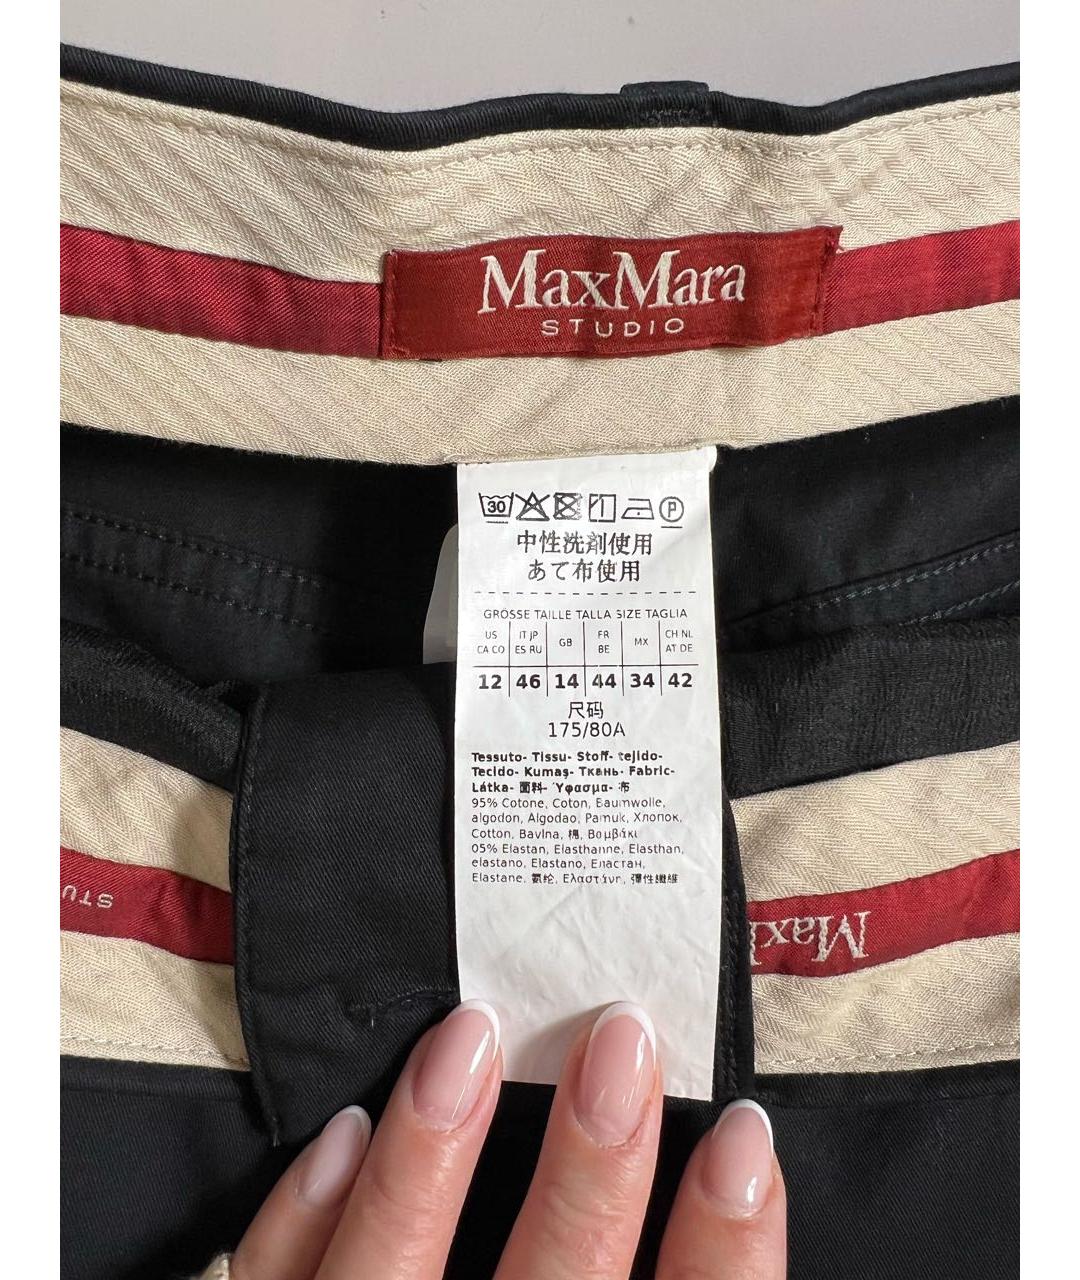 MaxMara
STUDIO
30 P
中性洗剤使用
あて布使用
GRÖSSE TAILLE TALLA SIZE TAGLIA
US CA CO | IT JP ES RU | GB | FR BE | MX | CH NL AT DE
12 | 46 | 14 | 44 | 34 | 42
尺码
175/80A
Tessuto- Tissu- Stoff- tejido-
Tecido- Kumaş- Ткань- Fabric-
Látka- 面料- Ύφασμα- 布
95% Cotone, Coton, Baumwolle,
algodon, Algodao, Pamuk, Хлопок,
Cotton, Bavlna, 棉, Βαμβάκι
05% Elastan, Elasthanne, Elasthan,
elastano, Elastano, Еластан,
Elastane, 氨纶, Ελαστάνη, 彈性纖維
STU
Max